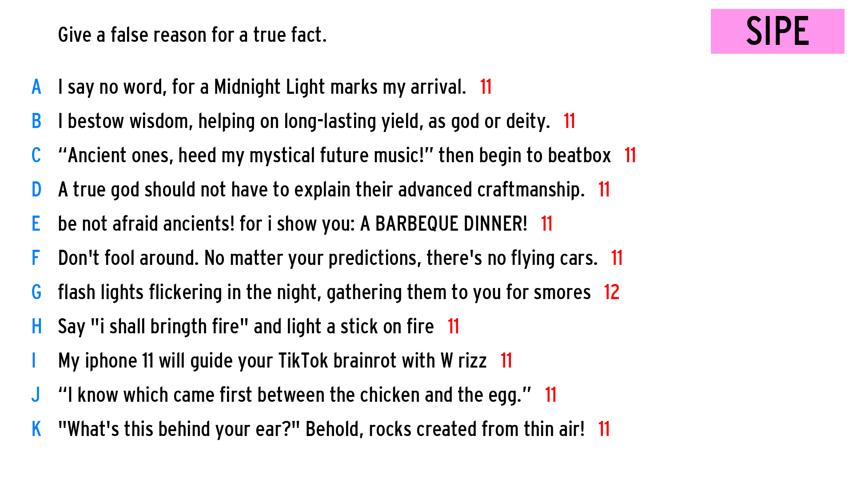 Give a false reason for a true fact.
SIPE
A I say no word, for a Midnight Light marks my arrival. 11
B I bestow wisdom, helping on long-lasting yield, as god or deity. 11
C “Ancient ones, heed my mystical future music!” then begin to beatbox 11
D A true god should not have to explain their advanced craftmanship. 11
E be not afraid ancients! for i show you: A BARBEQUE DINNER! 11
F Don't fool around. No matter your predictions, there's no flying cars. 11
G flash lights flickering in the night, gathering them to you for smores 12
H Say "i shall bringth fire" and light a stick on fire 11
I My iphone 11 will guide your TikTok brainrot with W rizz 11
J “I know which came first between the chicken and the egg.” 11
K "What's this behind your ear?" Behold, rocks created from thin air! 11